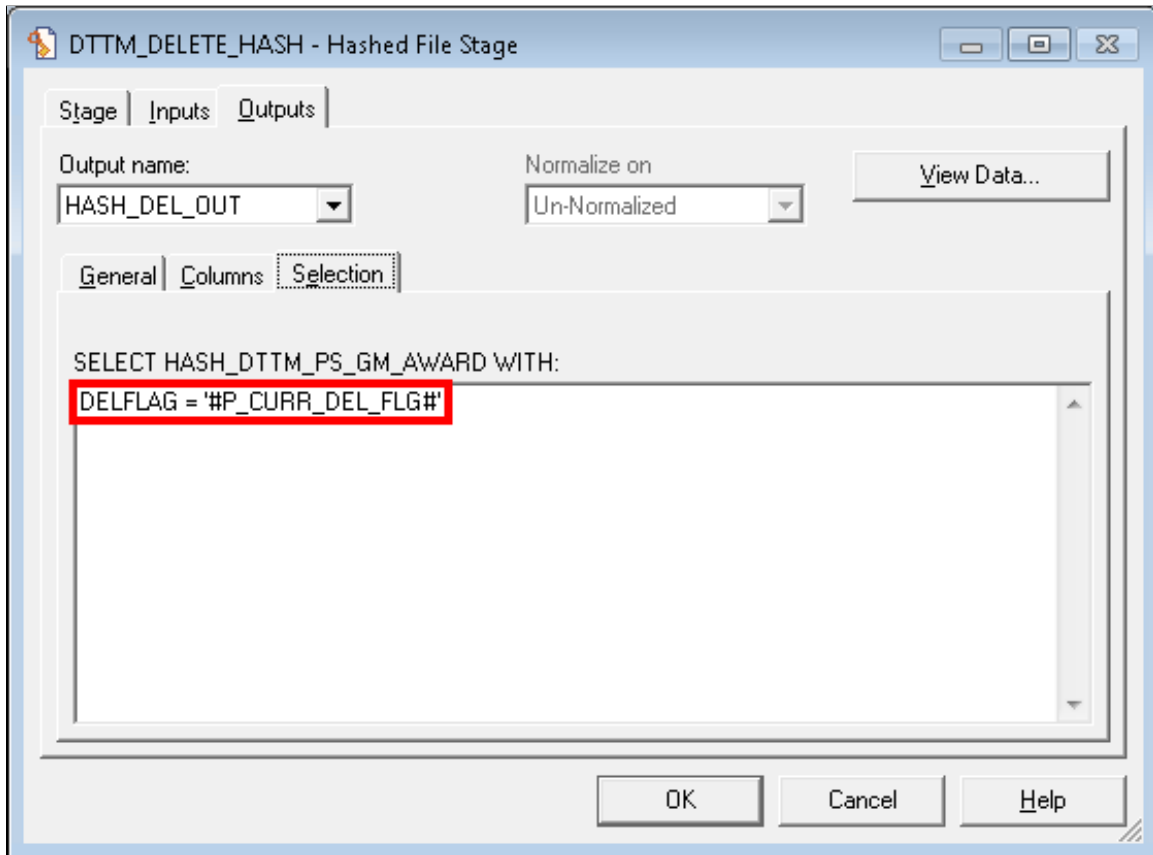 DTTM_DELETE_HASH - Hashed File Stage
Stage Inputs Outputs
Output name: Normalize on View Data...
HASH_DEL_OUT Un-Normalized
General Columns Selection
SELECT HASH_DTTM_PS_GM_AWARD WITH:
DELFLAG = '#P_CURR_DEL_FLG#'
OK Cancel Help